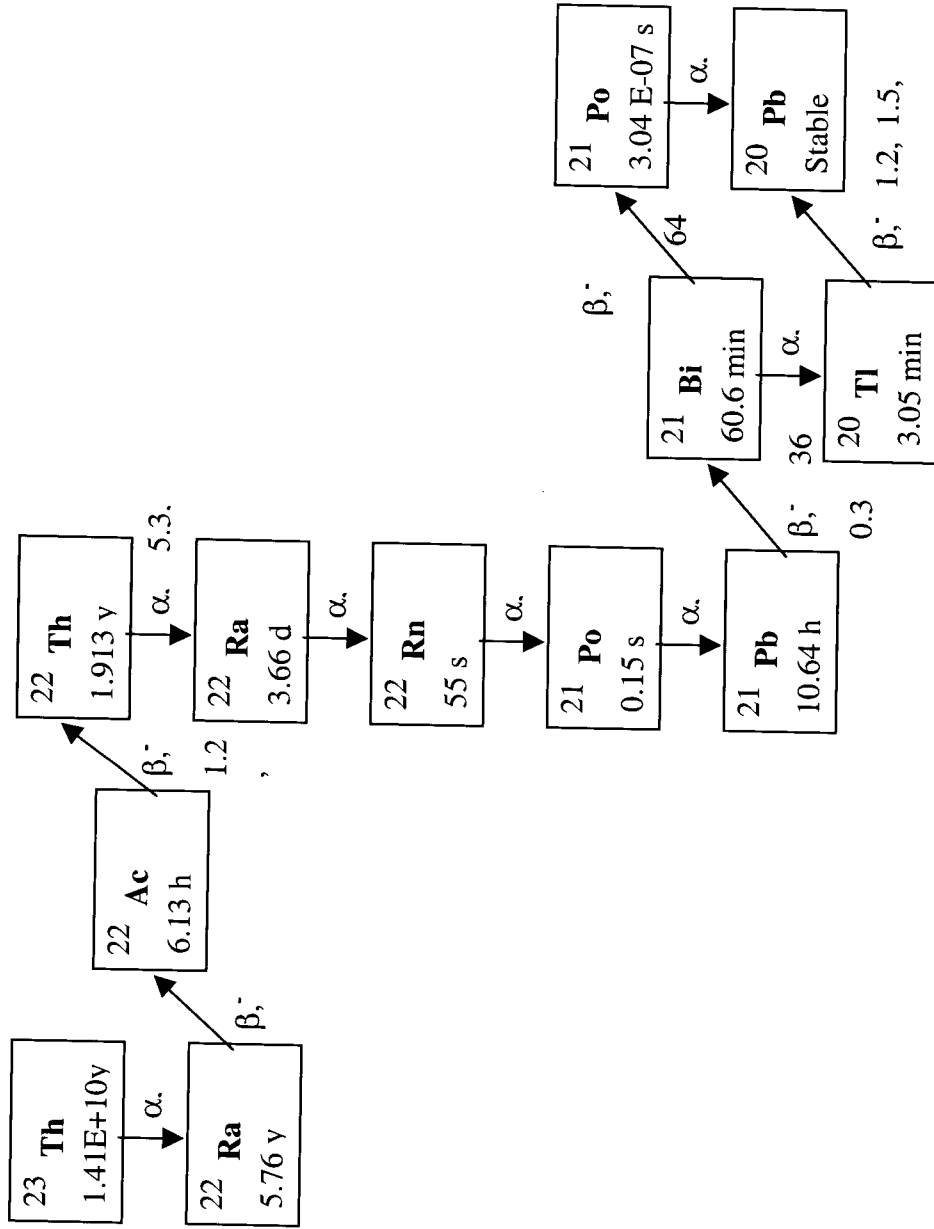 23 Th
1.41E+10y
α.
22 Ra
5.76 y
β,-
22 Ac
6.13 h
β,-
1.2
,
22 Th
1.913 y
α. 5.3.
22 Ra
3.66 d
α.
22 Rn
55 s
α.
21 Po
0.15 s
α.
21 Pb
10.64 h
β,-
0.3
21 Bi
60.6 min
α.
36
20 Tl
3.05 min
β,-
64
21 Po
3.04 E-07 s
α.
20 Pb
Stable
β,- 1.2, 1.5,